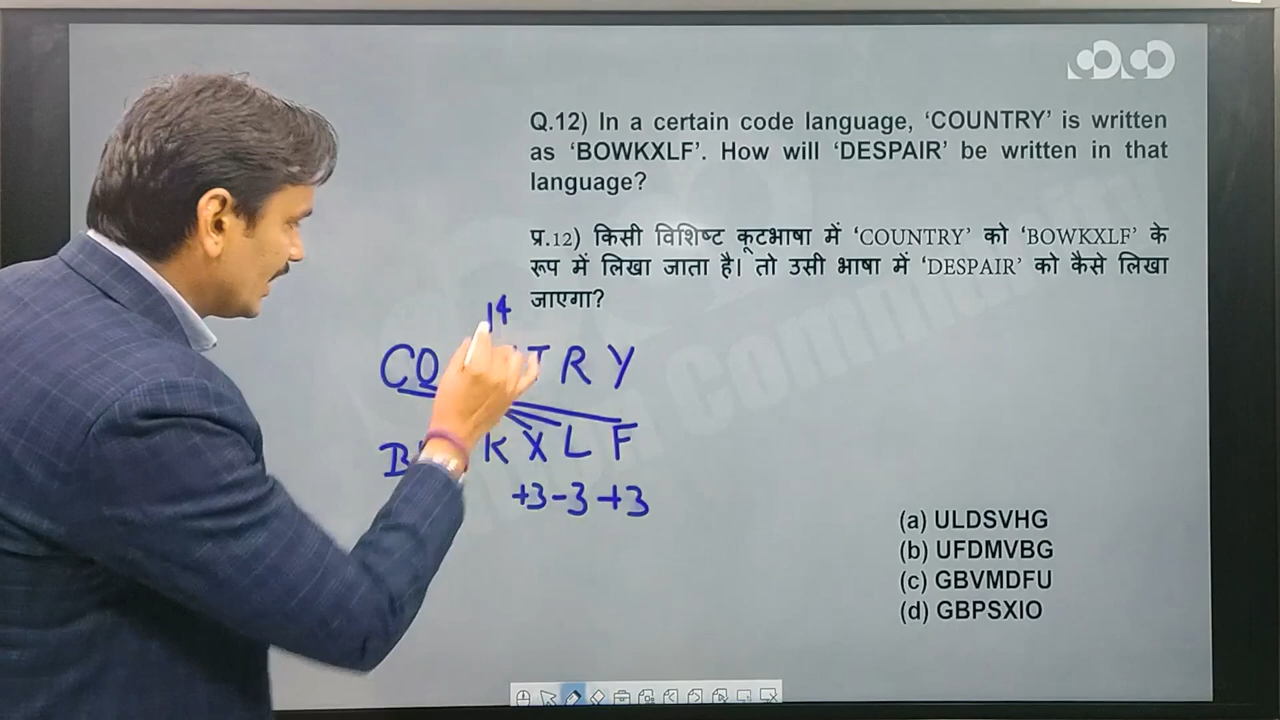 Q.12) In a certain code language, ‘COUNTRY’ is written
as ‘BOWKXLF’. How will ‘DESPAIR’ be written in that
language?
प्र.12) किसी विशिष्ट कूटभाषा में ‘COUNTRY’ को ‘BOWKXLF’ के
रूप में लिखा जाता है। तो उसी भाषा में ‘DESPAIR’ को कैसे लिखा
जाएगा?
14
CO T R Y
B K X L F
+3 -3 +3
(a) ULDSVHG
(b) UFDMVBG
(c) GBVMDFU
(d) GBPSXIO